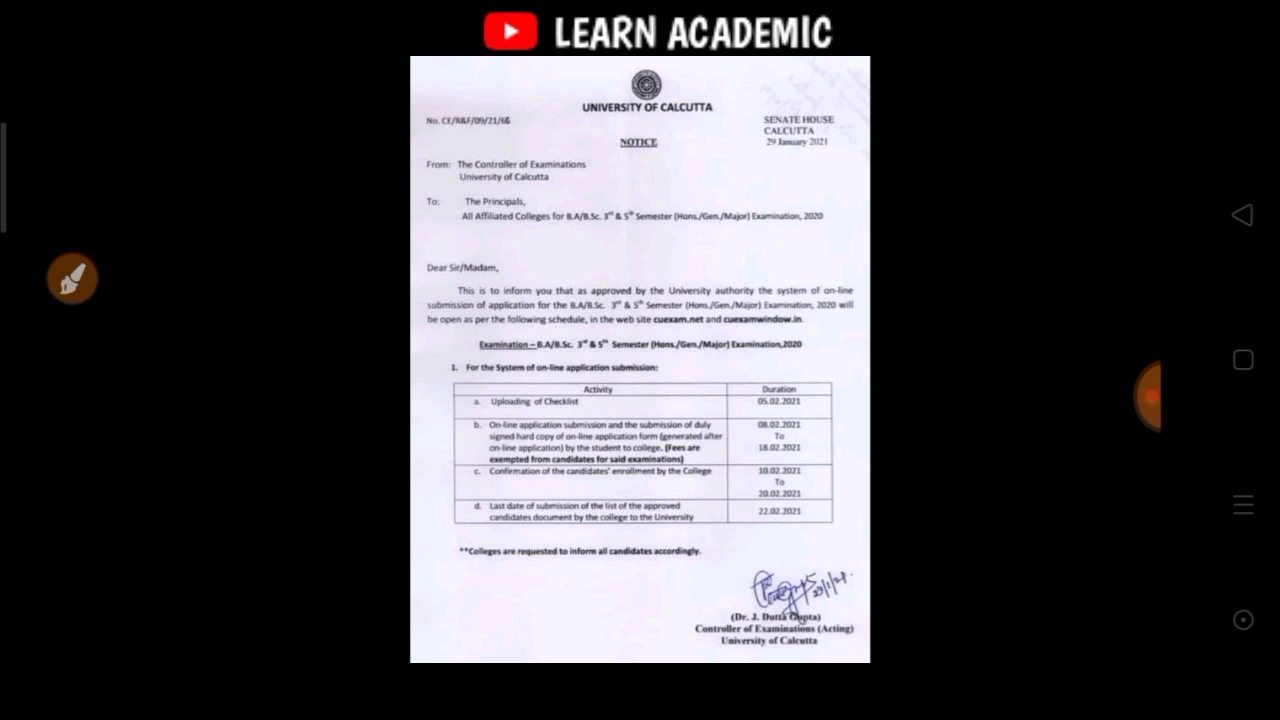 LEARN ACADEMIC
UNIVERSITY OF CALCUTTA
No. CE/R&F/09/21/66
SENATE HOUSE
CALCUTTA
29 January 2021
NOTICE
From: The Controller of Examinations
University of Calcutta
To: The Principals,
All Affiliated Colleges for B.A/B.Sc. 3rd & 5th Semester (Hons./Gen./Major) Examination, 2020
Dear Sir/Madam,
This is to inform you that as approved by the University authority the system of on-line
submission of application for the B.A/B.Sc. 3rd & 5th Semester (Hons./Gen./Major) Examination, 2020 will
be open as per the following schedule, in the web site cuexam.net and cuexamwindow.in.
Examination – B.A/B.Sc. 3rd & 5th Semester (Hons./Gen./Major) Examination,2020
1. For the System of on-line application submission:
Activity Duration
a. Uploading of Checklist 05.02.2021
b. On-line application submission and the submission of duly
signed hard copy of on-line application form (generated after
on-line application) by the student to college. (Fees are
exempted from candidates for said examinations)
08.02.2021
To
18.02.2021
c. Confirmation of the candidates' enrollment by the College
10.02.2021
To
20.02.2021
d. Last date of submission of the list of the approved
candidates document by the college to the University
22.02.2021
**Colleges are requested to inform all candidates accordingly.
29/1/21.
(Dr. J. Dutta Gupta)
Controller of Examinations (Acting)
University of Calcutta